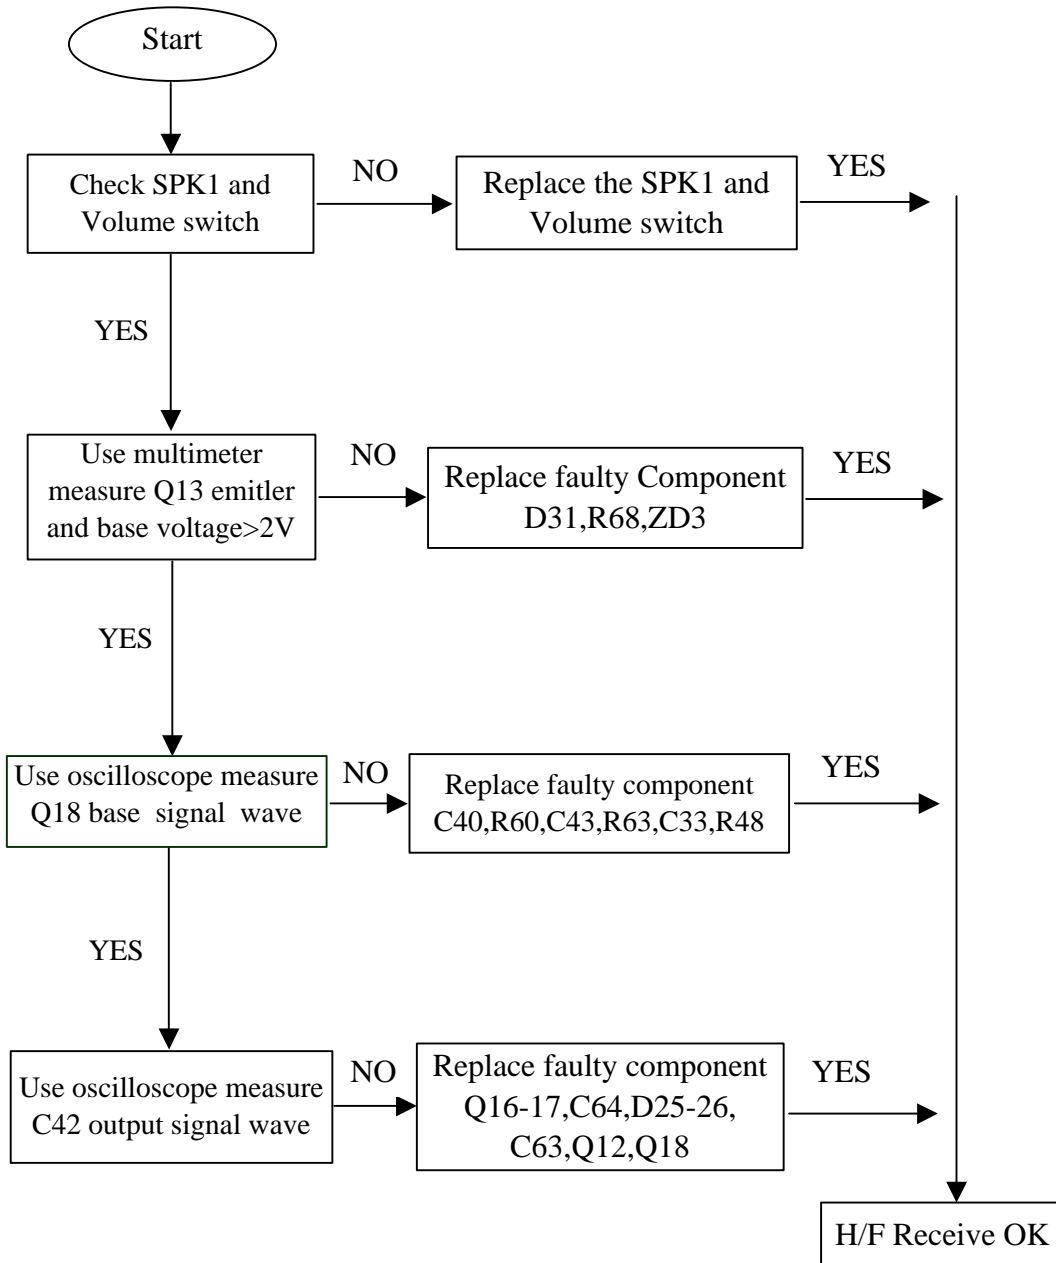 Start
Check SPK1 and
Volume switch
NO
Replace the SPK1 and
Volume switch
YES
YES
Use multimeter
measure Q13 emitler
and base voltage>2V
NO
Replace faulty Component
D31,R68,ZD3
YES
YES
Use oscilloscope measure
Q18 base signal wave
NO
Replace faulty component
C40,R60,C43,R63,C33,R48
YES
YES
Use oscilloscope measure
C42 output signal wave
NO
Replace faulty component
Q16-17,C64,D25-26,
C63,Q12,Q18
YES
H/F Receive OK